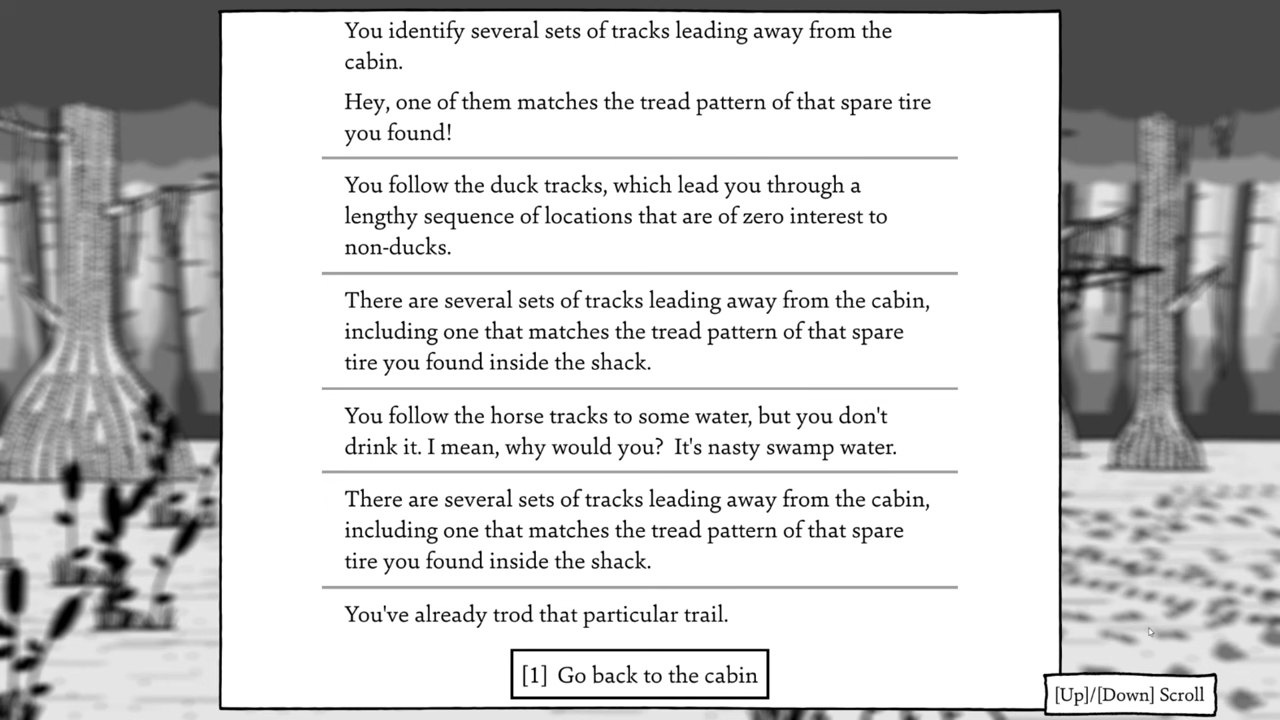 You identify several sets of tracks leading away from the
cabin.
Hey, one of them matches the tread pattern of that spare tire
you found!
You follow the duck tracks, which lead you through a
lengthy sequence of locations that are of zero interest to
non-ducks.
There are several sets of tracks leading away from the cabin,
including one that matches the tread pattern of that spare
tire you found inside the shack.
You follow the horse tracks to some water, but you don't
drink it. I mean, why would you?  It's nasty swamp water.
There are several sets of tracks leading away from the cabin,
including one that matches the tread pattern of that spare
tire you found inside the shack.
You've already trod that particular trail.
[1] Go back to the cabin
[Up]/[Down] Scroll